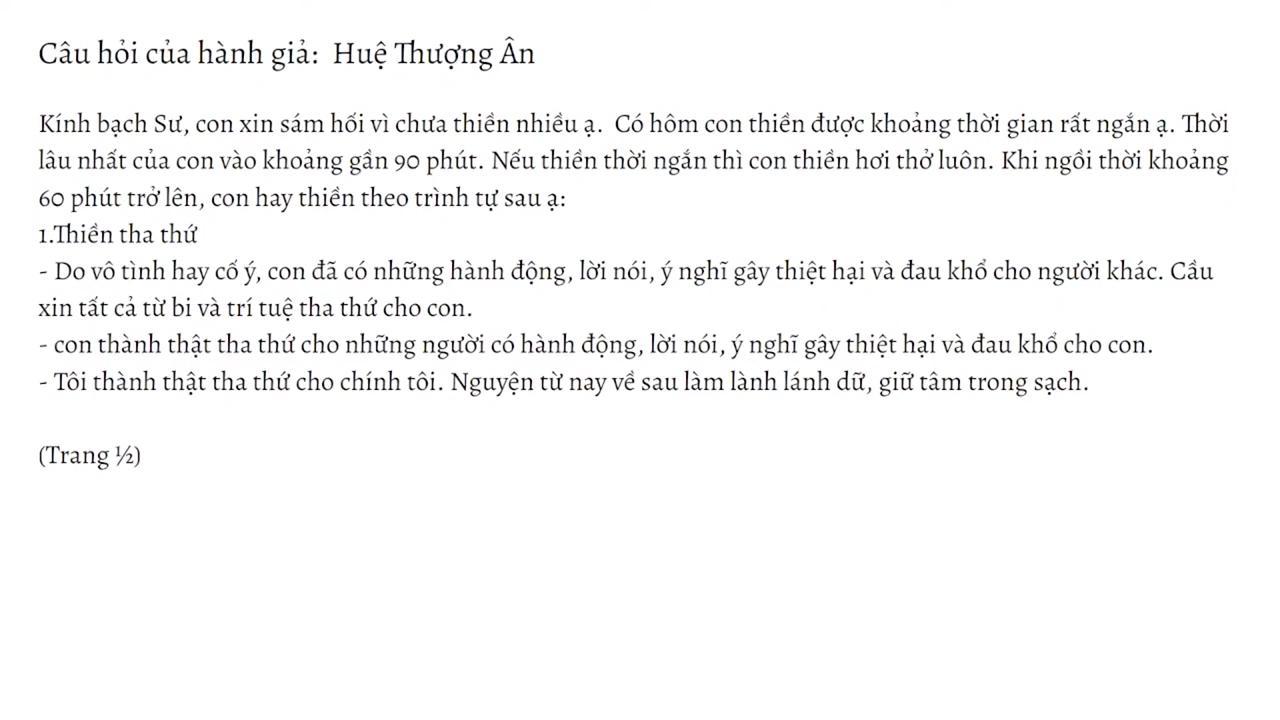 Câu hỏi của hành giả:  Huệ Thượng Ân
Kính bạch Sư, con xin sám hối vì chưa thiền nhiều ạ.  Có hôm con thiền được khoảng thời gian rất ngắn ạ. Thời
lâu nhất của con vào khoảng gần 90 phút. Nếu thiền thời ngắn thì con thiền hơi thở luôn. Khi ngồi thời khoảng
60 phút trở lên, con hay thiền theo trình tự sau ạ:
1.Thiền tha thứ
- Do vô tình hay cố ý, con đã có những hành động, lời nói, ý nghĩ gây thiệt hại và đau khổ cho người khác. Cầu
xin tất cả từ bi và trí tuệ tha thứ cho con.
- con thành thật tha thứ cho những người có hành động, lời nói, ý nghĩ gây thiệt hại và đau khổ cho con.
- Tôi thành thật tha thứ cho chính tôi. Nguyện từ nay về sau làm lành lánh dữ, giữ tâm trong sạch.
(Trang ½)